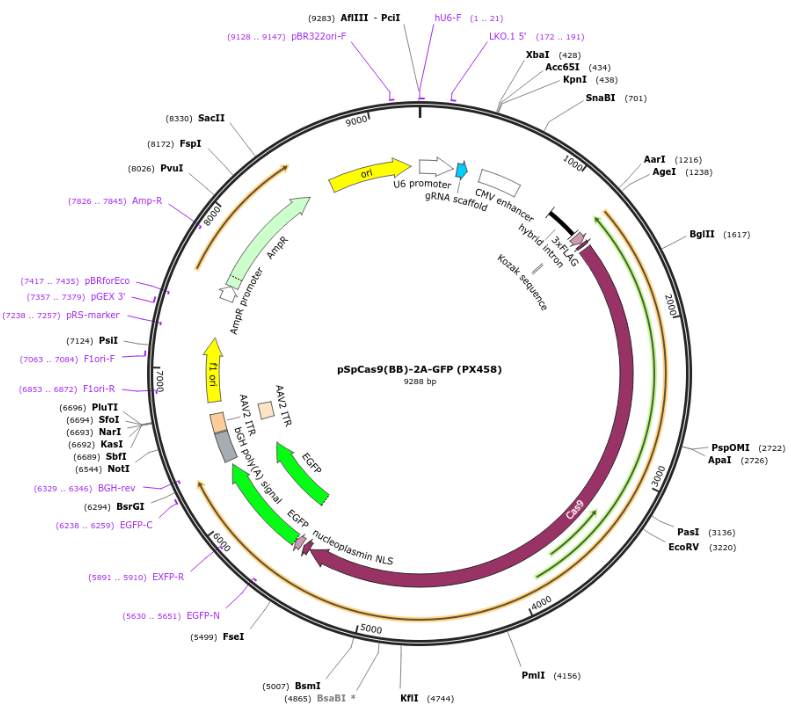 (9283) AflIII - PciI
hU6-F (1 .. 21)
(9128 .. 9147) pBR322ori-F
LKO.1 5' (172 .. 191)
XbaI (428)
Acc65I (434)
KpnI (438)
SnaBI (701)
(8330) SacII
(8172) FspI
(8026) PvuI
(7826 .. 7845) Amp-R
AarI (1216)
AgeI (1238)
BglII (1617)
9000
1000
8000
2000
7000
3000
6000
4000
5000
ori
U6 promoter
gRNA scaffold
CMV enhancer
hybrid intron
3xFLAG
Kozak sequence
AmpR
AmpR promoter
(7417 .. 7435) pBRforEco
(7357 .. 7379) pGEX 3'
(7238 .. 7257) pRS-marker
(7124) PsiI
(7063 .. 7084) F1ori-F
(6853 .. 6872) F1ori-R
(6696) PluTI
(6694) SfoI
(6693) NarI
(6692) KasI
(6689) SbfI
(6544) NotI
(6329 .. 6346) BGH-rev
(6294) BsrGI
(6238 .. 6259) EGFP-C
(5891 .. 5910) EXFP-R
(5630 .. 5651) EGFP-N
(5499) FseI
pSpCas9(BB)-2A-GFP (PX458)
9288 bp
f1 ori
AAV2 ITR
AAV2 ITR
bGH poly(A) signal
EGFP
EGFP
nucleoplasmin NLS
Cas9
PspOMI (2722)
ApaI (2726)
PasI (3136)
EcoRV (3220)
PmlI (4156)
(5007) BsmI
(4865) BsaBI *
KflI (4744)